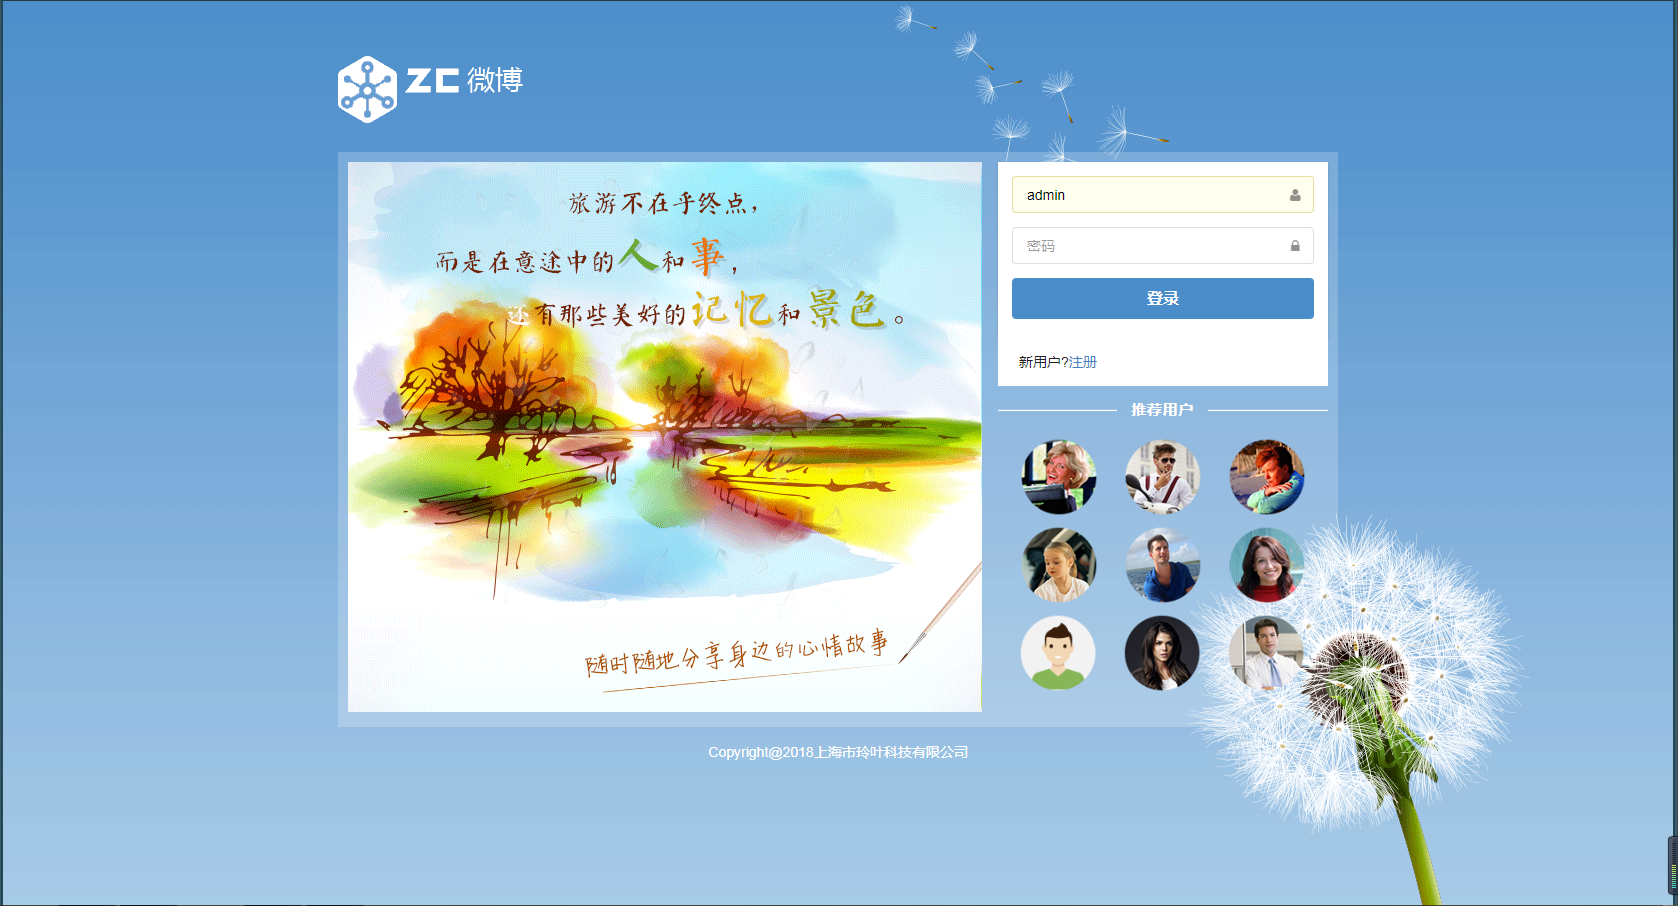 ZC 微博
旅游不在乎终点，
而是在意途中的人和事，
还有那些美好的记忆和景色。
随时随地分享身边的心情故事
admin
密码
登录
新用户?注册
推荐用户
Copyright@2018上海市玲叶科技有限公司